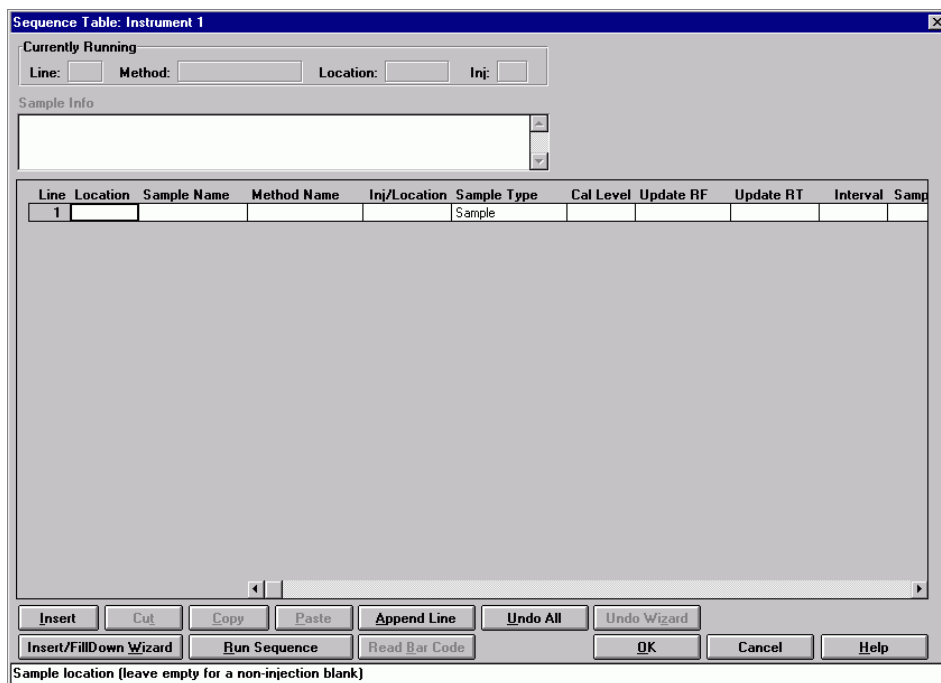 Sequence Table: Instrument 1
Currently Running
Line: Method: Location: Inj:
Sample Info
Line Location Sample Name Method Name Inj/Location Sample Type Cal Level Update RF Update RT Interval Samp
1 Sample
Insert Cut Copy Paste Append Line Undo All Undo Wizard
Insert/FillDown Wizard Run Sequence Read Bar Code OK Cancel Help
Sample location (leave empty for a non-injection blank)